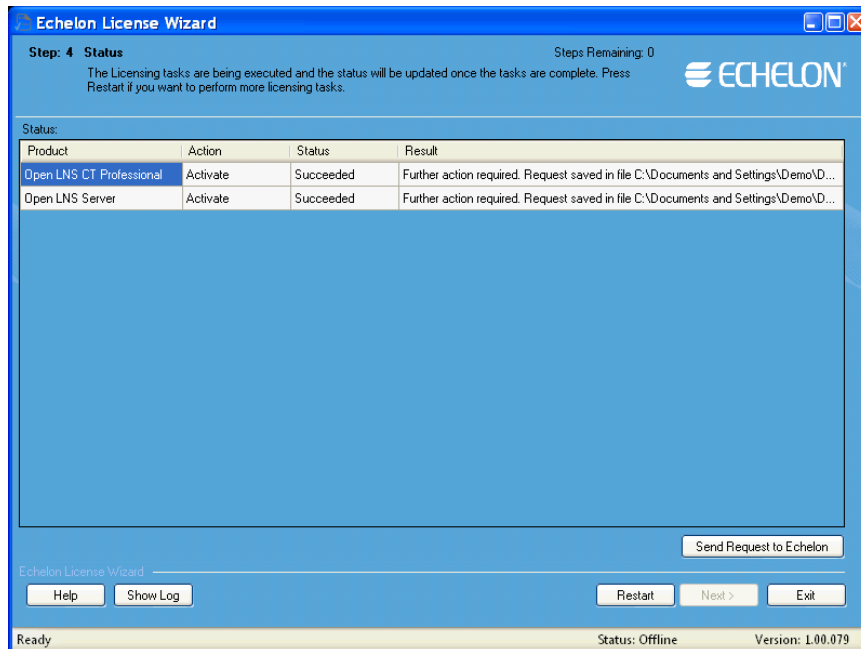 Echelon License Wizard
Step: 4 Status
Steps Remaining: 0
The Licensing tasks are being executed and the status will be updated once the tasks are complete. Press
Restart if you want to perform more licensing tasks.
ECHELON
Status:
Product Action Status Result
Open LNS CT Professional Activate Succeeded Further action required. Request saved in file C:\Documents and Settings\Demo\D...
Open LNS Server Activate Succeeded Further action required. Request saved in file C:\Documents and Settings\Demo\D...
Send Request to Echelon
Echelon License Wizard
Help Show Log Restart Next > Exit
Ready Status: Offline Version: 1.00.079